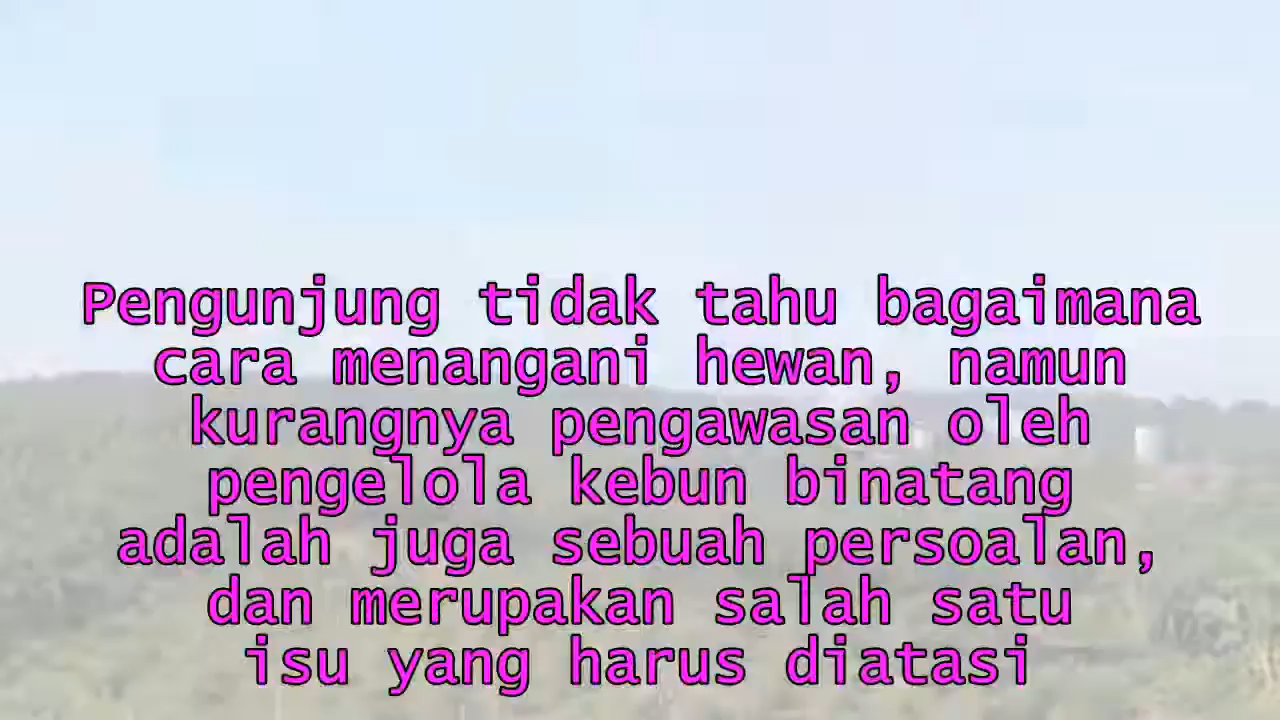 Pengunjung tidak tahu bagaimana
cara menangani hewan, namun
kurangnya pengawasan oleh
pengelola kebun binatang
adalah juga sebuah persoalan,
dan merupakan salah satu
isu yang harus diatasi